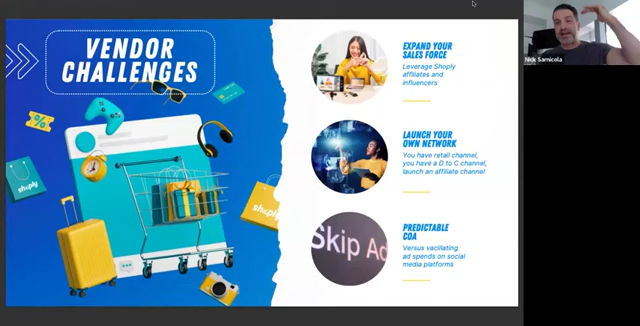 VENDOR
CHALLENGES
%
shoply
shoply
EXPAND YOUR
SALES FORCE
Leverage Shoply
affiliates and
influencers
LAUNCH YOUR
OWN NETWORK
You have retail channel,
you have a D to C channel,
launch an affiliate channel
Skip Ad
PREDICTABLE
COA
Versus vacillating
ad spends on social
media platforms
Nick Sarnicola